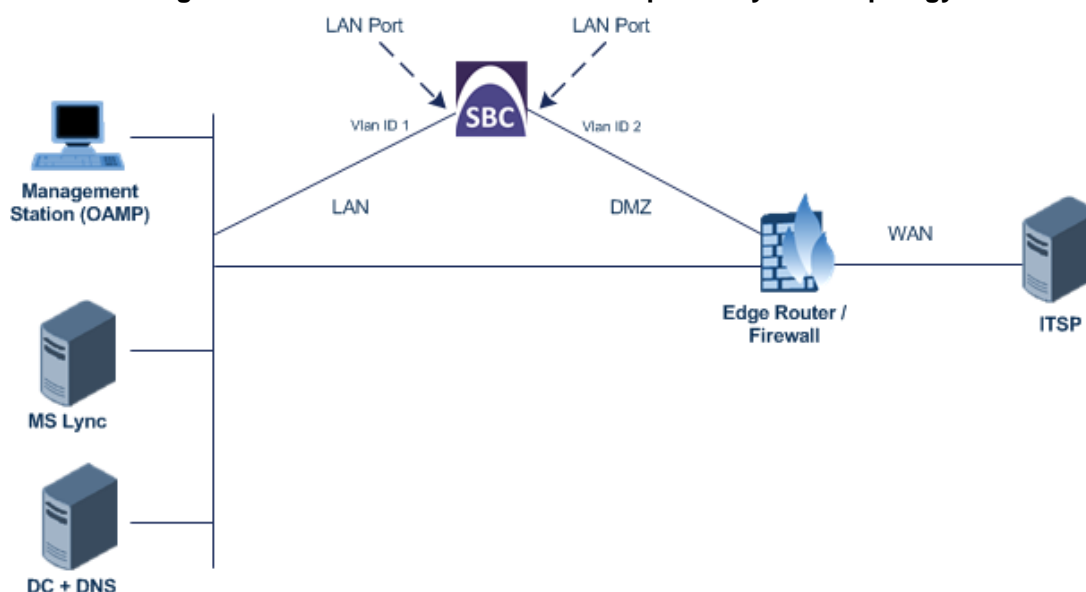 LAN Port
LAN Port
SBC
Vlan ID 1
Vlan ID 2
Management
Station (OAMP)
LAN
DMZ
WAN
Edge Router /
Firewall
ITSP
MS Lync
DC + DNS